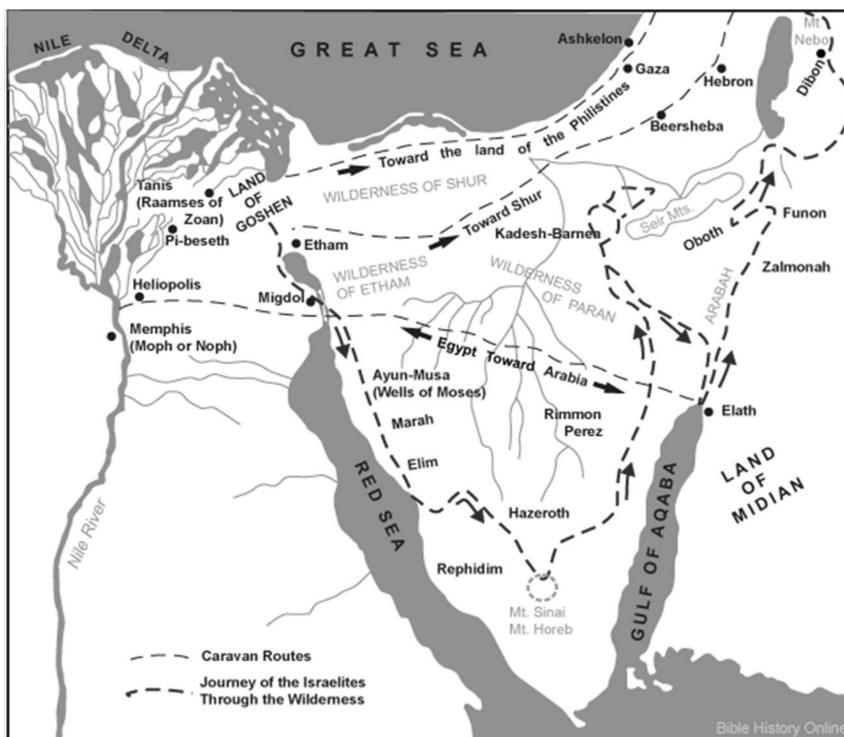 NILE DELTA
GREAT SEA
Ashkelon
Gaza
Hebron
Mt
Nebo
Dibon
Beersheba
Toward the land of the Philistines
Tanis
(Raamses of
Zoan)
Pi-beseth
LAND
OF
GOSHEN
WILDERNESS OF SHUR
Toward Shur
Etham
Kadesh-Barnea
Seir Mts.
Oboth
Funon
Zalmonah
ARABAH
WILDERNESS
OF ETHAM
WILDERNESS
OF PARAN
Heliopolis
Migdol
Memphis
(Moph or Noph)
Egypt Toward Arabia
Ayun-Musa
(Wells of Moses)
Marah
Elim
Rimmon
Perez
Elath
LAND
OF
MIDIAN
RED SEA
GULF OF AQABA
Hazeroth
Rephidim
Mt. Sinai
Mt. Horeb
Nile River
Caravan Routes
Journey of the Israelites
Through the Wilderness
Bible History Online